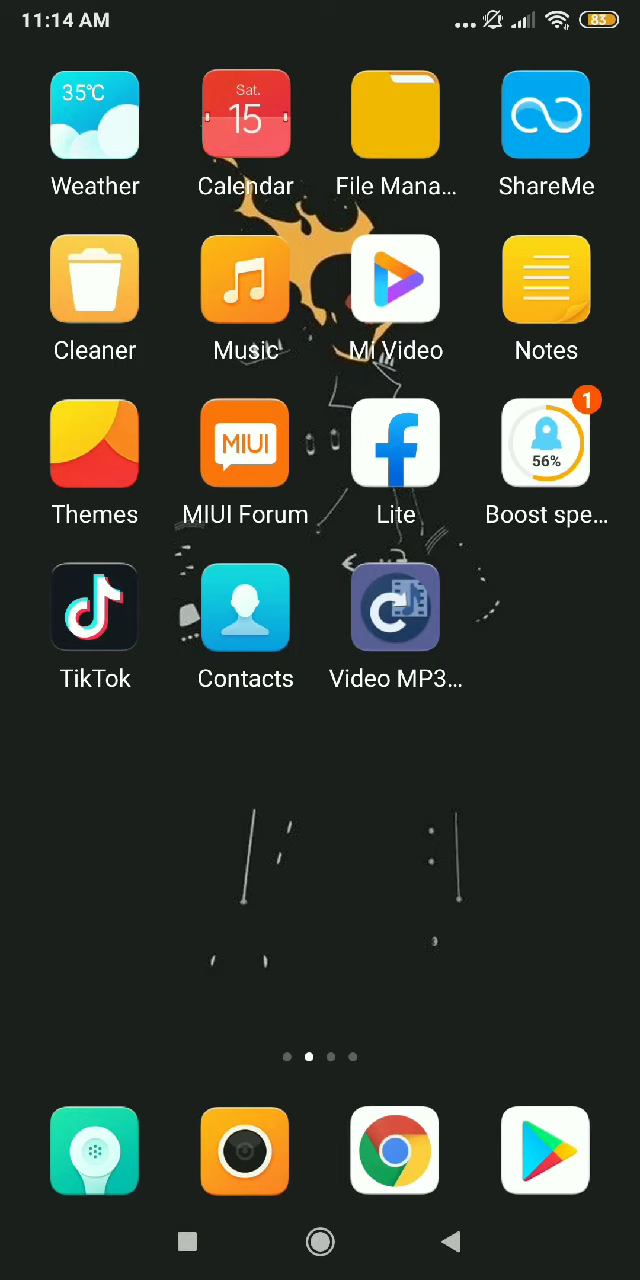 11:14 AM
83
35°C
Sat.
15
Weather
Calendar
File Mana...
ShareMe
Cleaner
Music
Mi Video
Notes
MIUI
1
56%
Themes
MIUI Forum
Lite
Boost spe...
TikTok
Contacts
Video MP3...